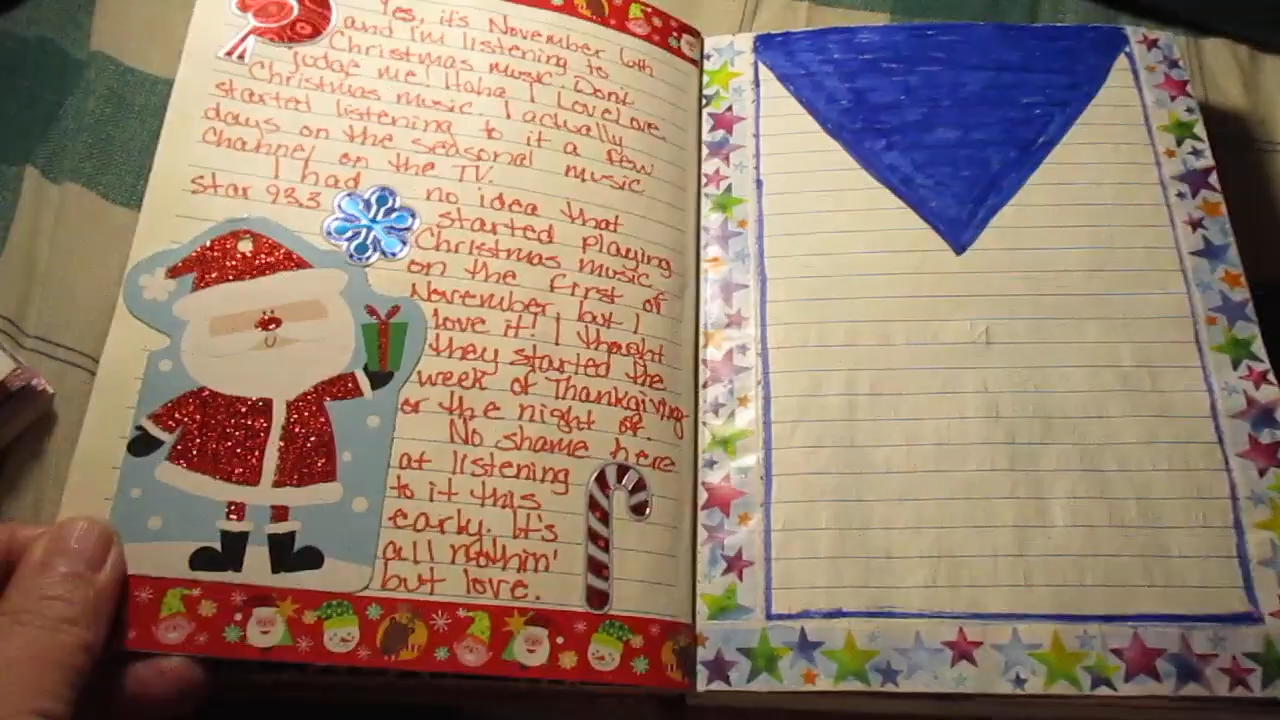 Yes, it's November 6th
and I'm listening to
Christmas music. Don't
judge me! Haha I Lovelove
Christmas music. I actually
started listening to it a few
days on the seasonal music
channel on the TV.
I had no idea that
Star 93.3 started playing
Christmas music
on the first of
November, but I
love it! I thought
they started the
week of Thankgiving
or the night of.
No shame here
at listening
to it this
early. It's
all nothin'
but love.